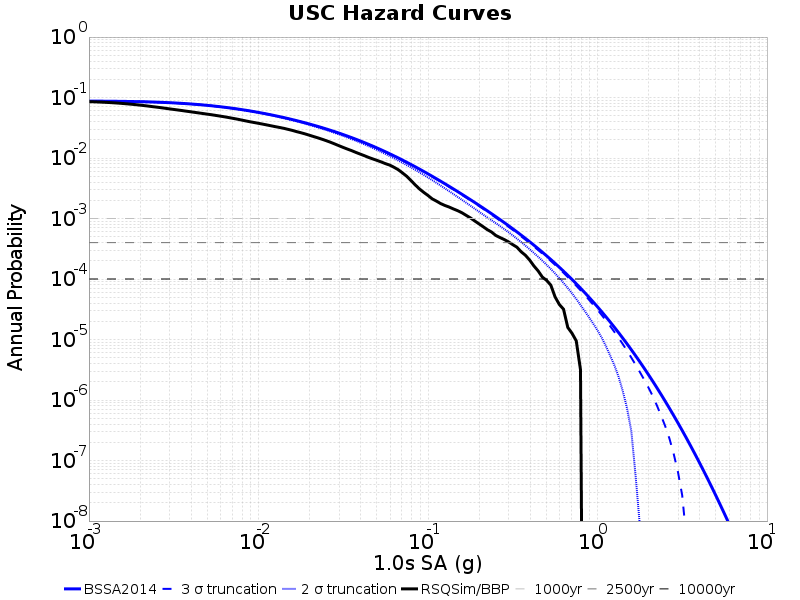 USC Hazard Curves
Annual Probability
10^0
10^-1
10^-2
10^-3
10^-4
10^-5
10^-6
10^-7
10^-8
10^-3 10^-2 10^-1 10^0 10^1
1.0s SA (g)
BSSA2014 3 σ truncation 2 σ truncation RSQSim/BBP 1000yr 2500yr 10000yr